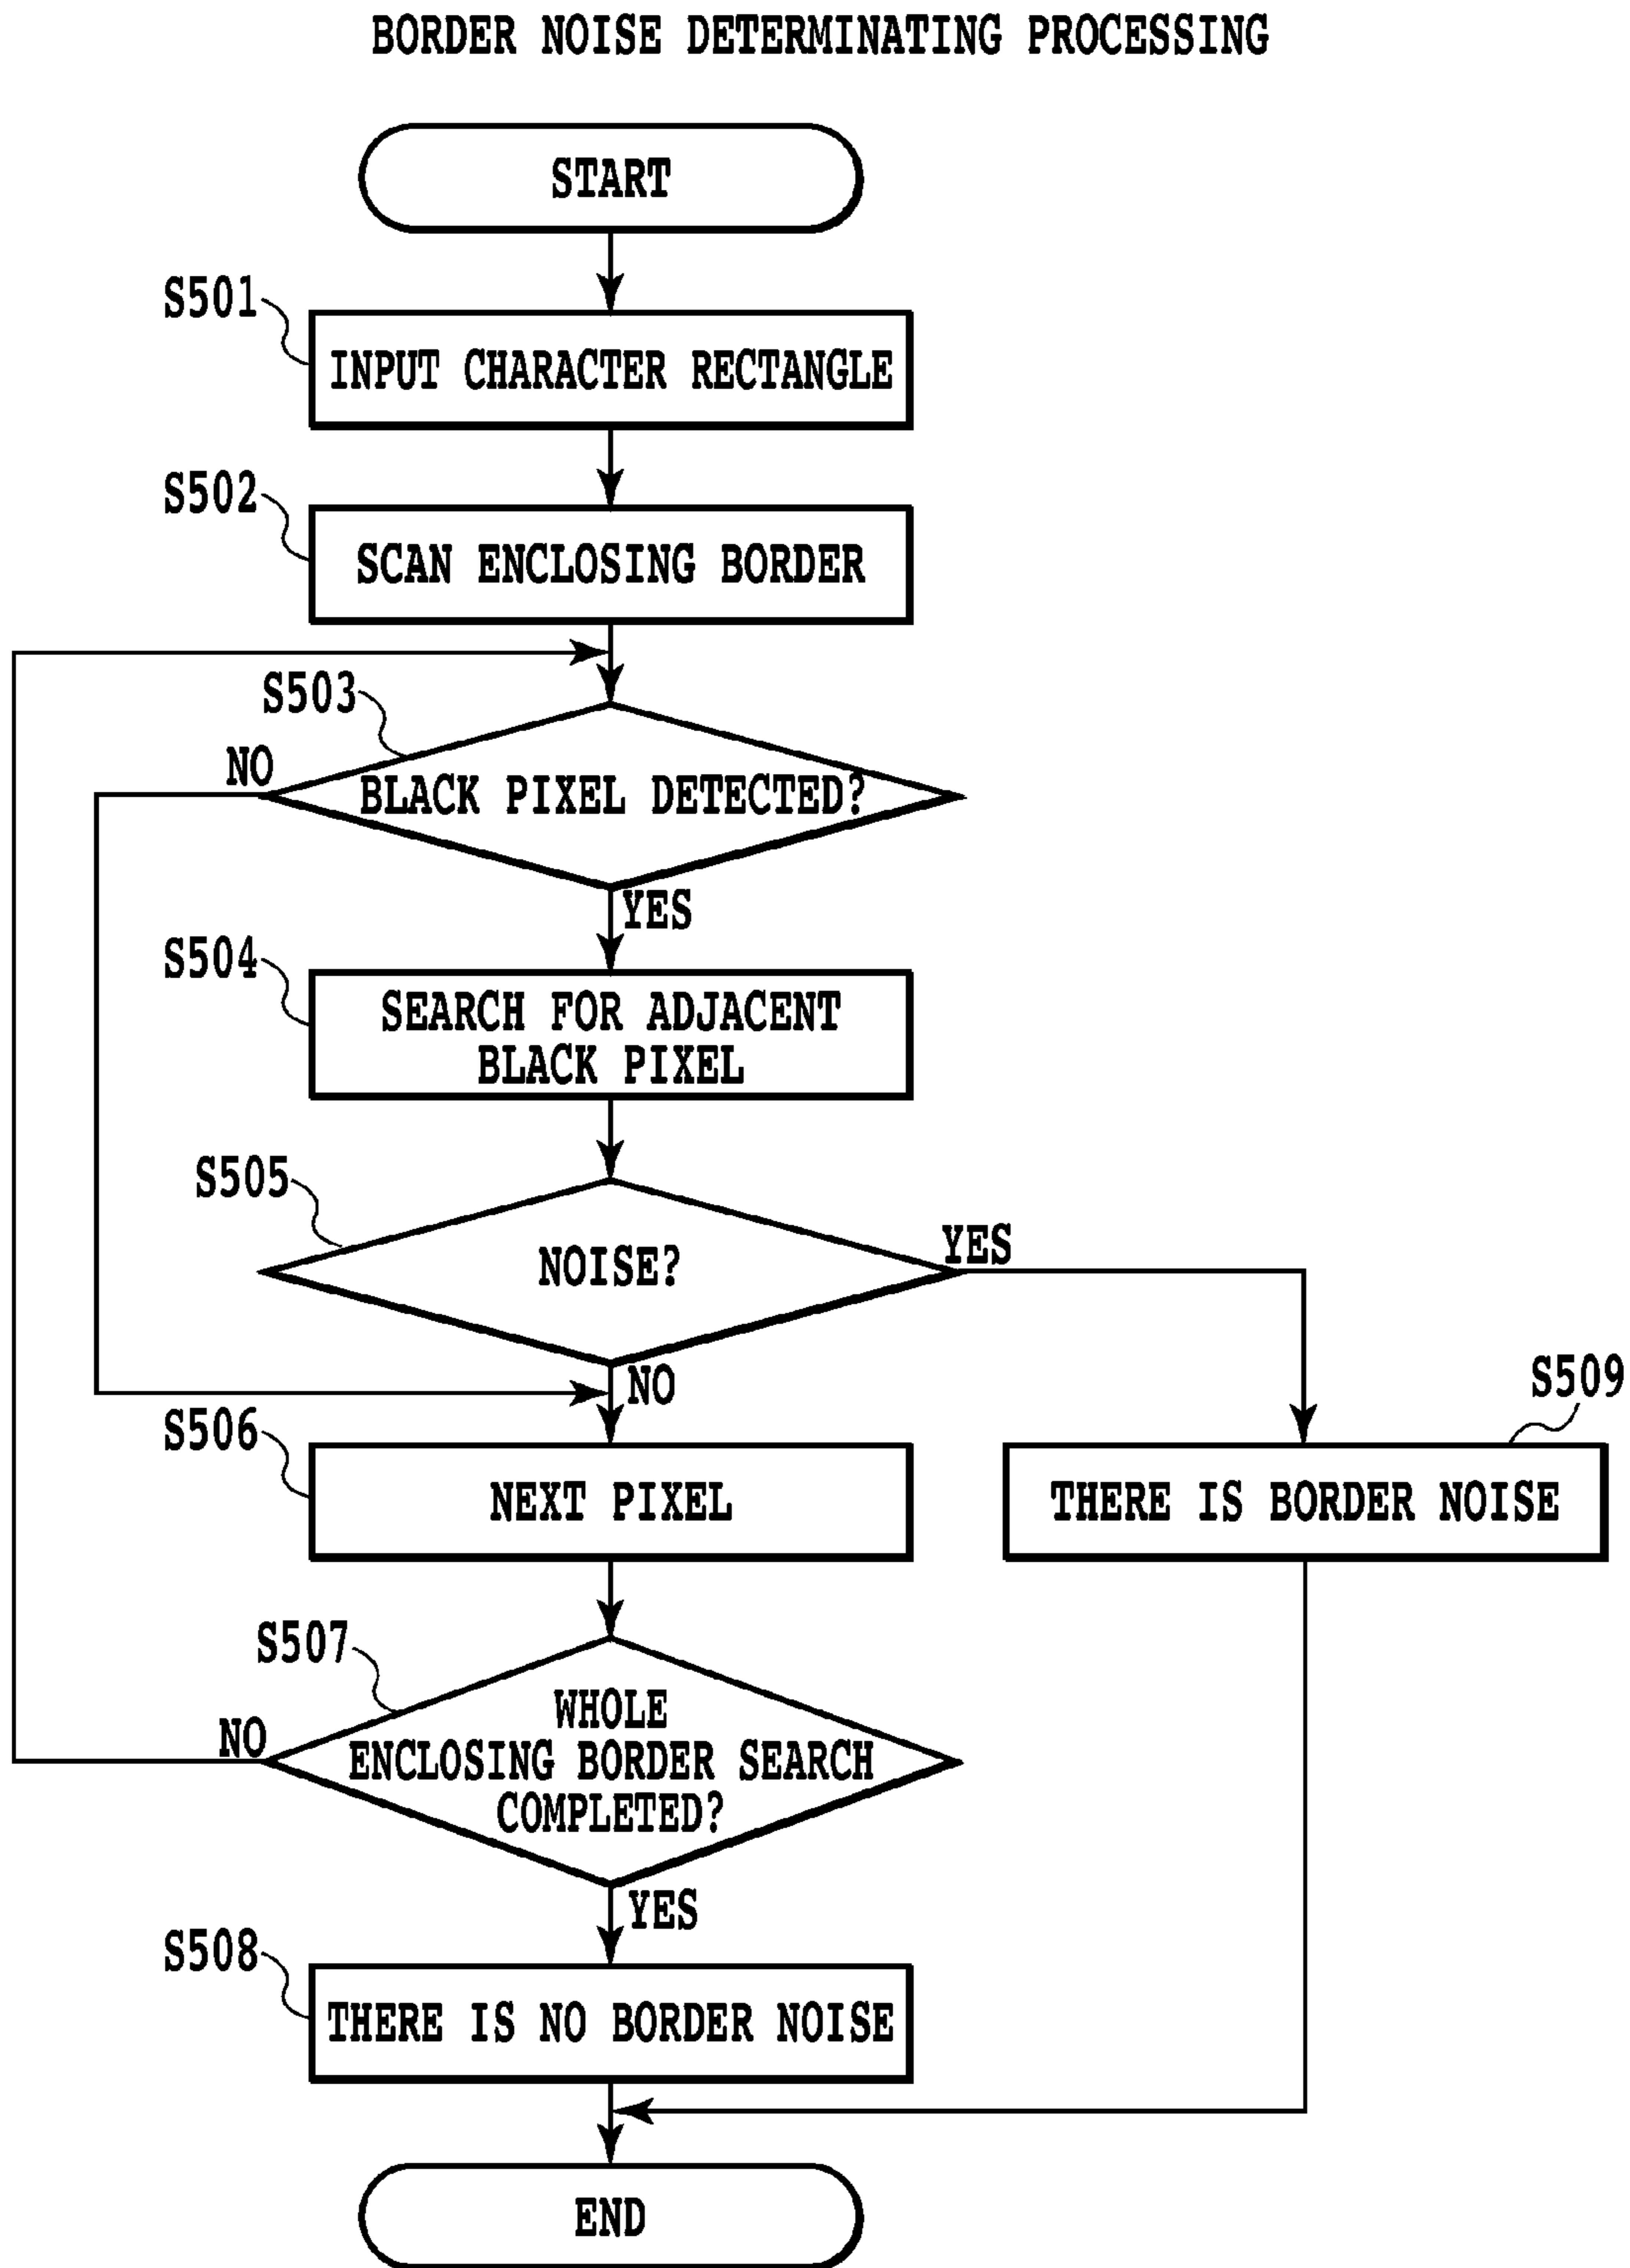 BORDER NOISE DETERMINATING PROCESSING
START
S501
INPUT CHARACTER RECTANGLE
S502
SCAN ENCLOSING BORDER
S503
NO
BLACK PIXEL DETECTED?
YES
S504
SEARCH FOR ADJACENT
BLACK PIXEL
S505
NOISE?
YES
NO
S509
S506
NEXT PIXEL
THERE IS BORDER NOISE
S507
NO
WHOLE
ENCLOSING BORDER SEARCH
COMPLETED?
YES
S508
THERE IS NO BORDER NOISE
END